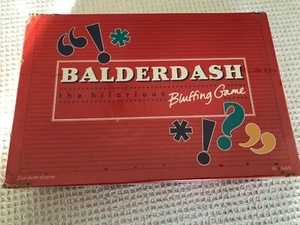 “!*
BALDERDASH
the hilarious Bluffing Game
*!?”